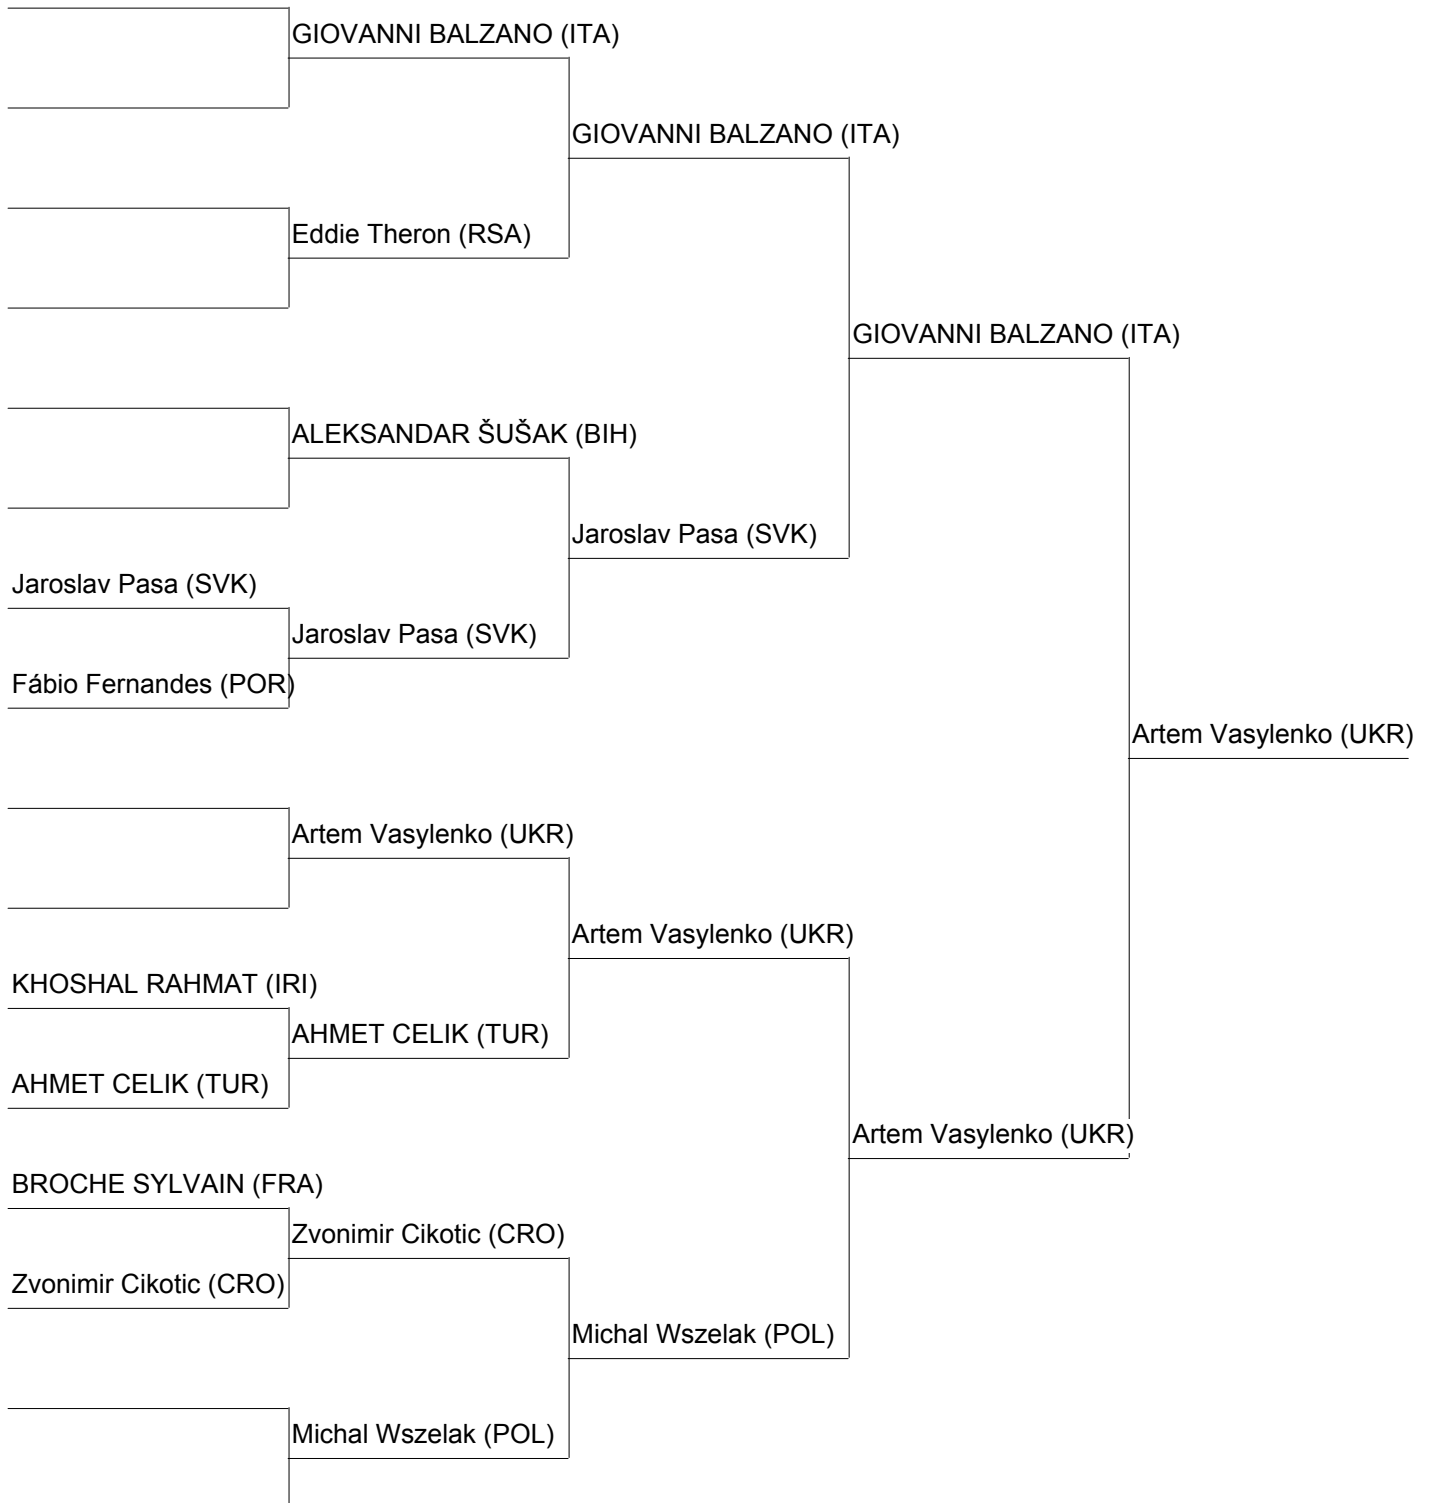 GIOVANNI BALZANO (ITA)
GIOVANNI BALZANO (ITA)
Eddie Theron (RSA)
GIOVANNI BALZANO (ITA)
ALEKSANDAR ŠUŠAK (BIH)
Jaroslav Pasa (SVK)
Jaroslav Pasa (SVK)
Jaroslav Pasa (SVK)
Fábio Fernandes (POR)
Artem Vasylenko (UKR)
Artem Vasylenko (UKR)
Artem Vasylenko (UKR)
KHOSHAL RAHMAT (IRI)
AHMET CELIK (TUR)
AHMET CELIK (TUR)
Artem Vasylenko (UKR)
BROCHE SYLVAIN (FRA)
Zvonimir Cikotic (CRO)
Zvonimir Cikotic (CRO)
Michal Wszelak (POL)
Michal Wszelak (POL)